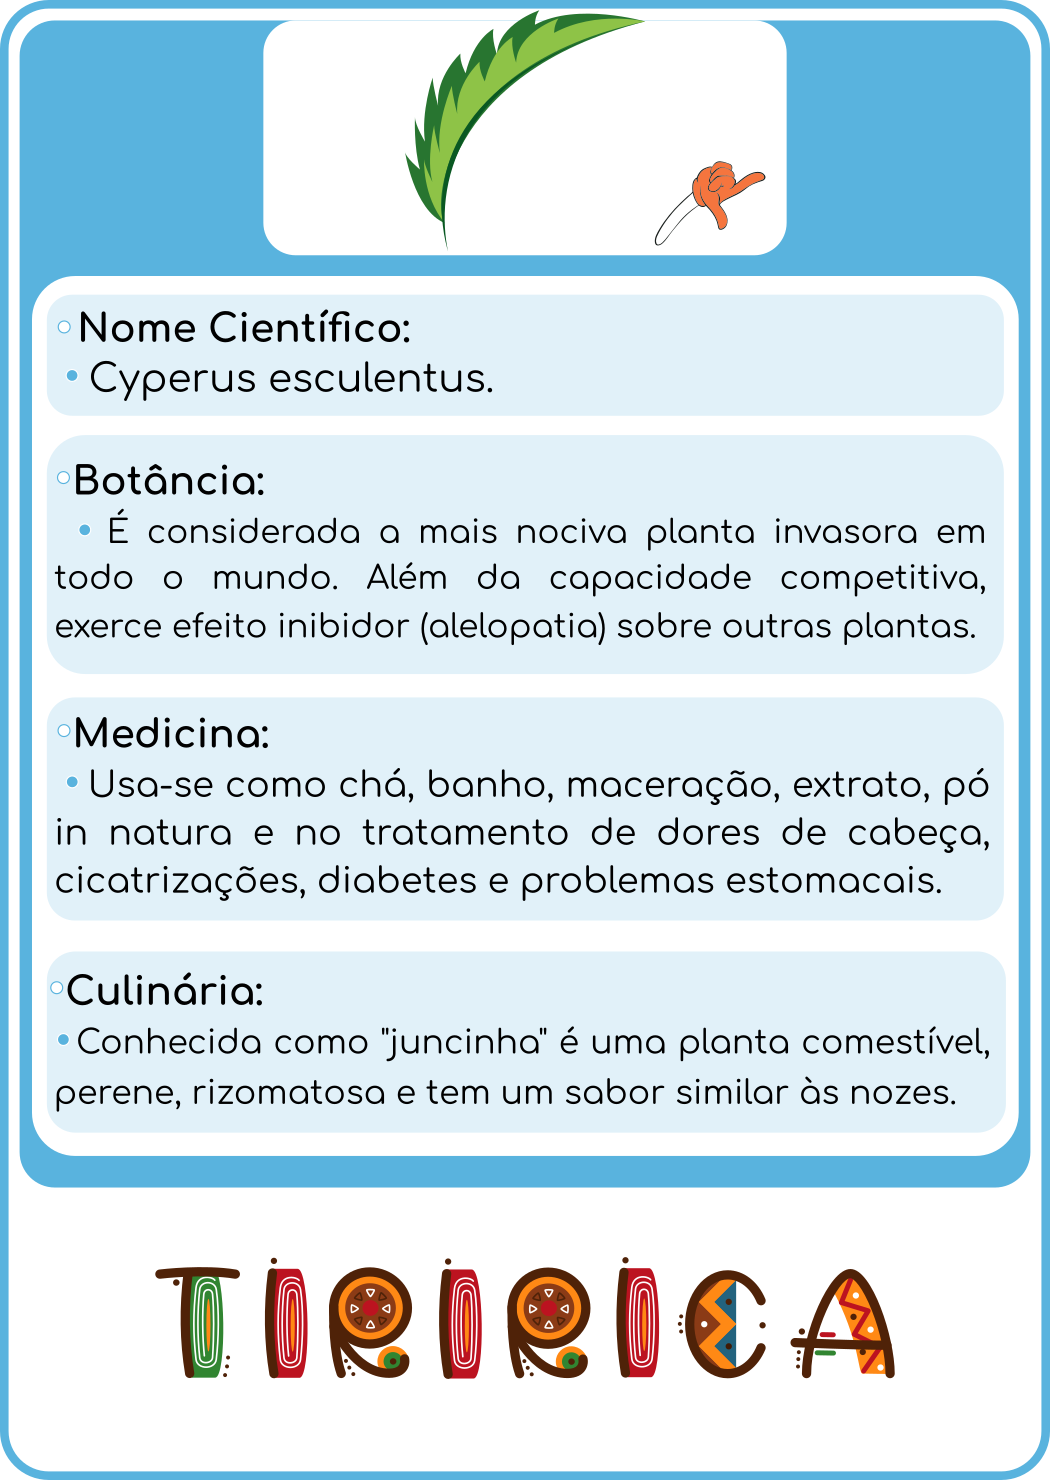 Nome Científico:
Cyperus esculentus.
Botância:
É considerada a mais nociva planta invasora em
todo o mundo. Além da capacidade competitiva,
exerce efeito inibidor (alelopatia) sobre outras plantas.
Medicina:
Usa-se como chá, banho, maceração, extrato, pó
in natura e no tratamento de dores de cabeça,
cicatrizações, diabetes e problemas estomacais.
Culinária:
Conhecida como "juncinha" é uma planta comestível,
perene, rizomatosa e tem um sabor similar às nozes.
TIRIRICA